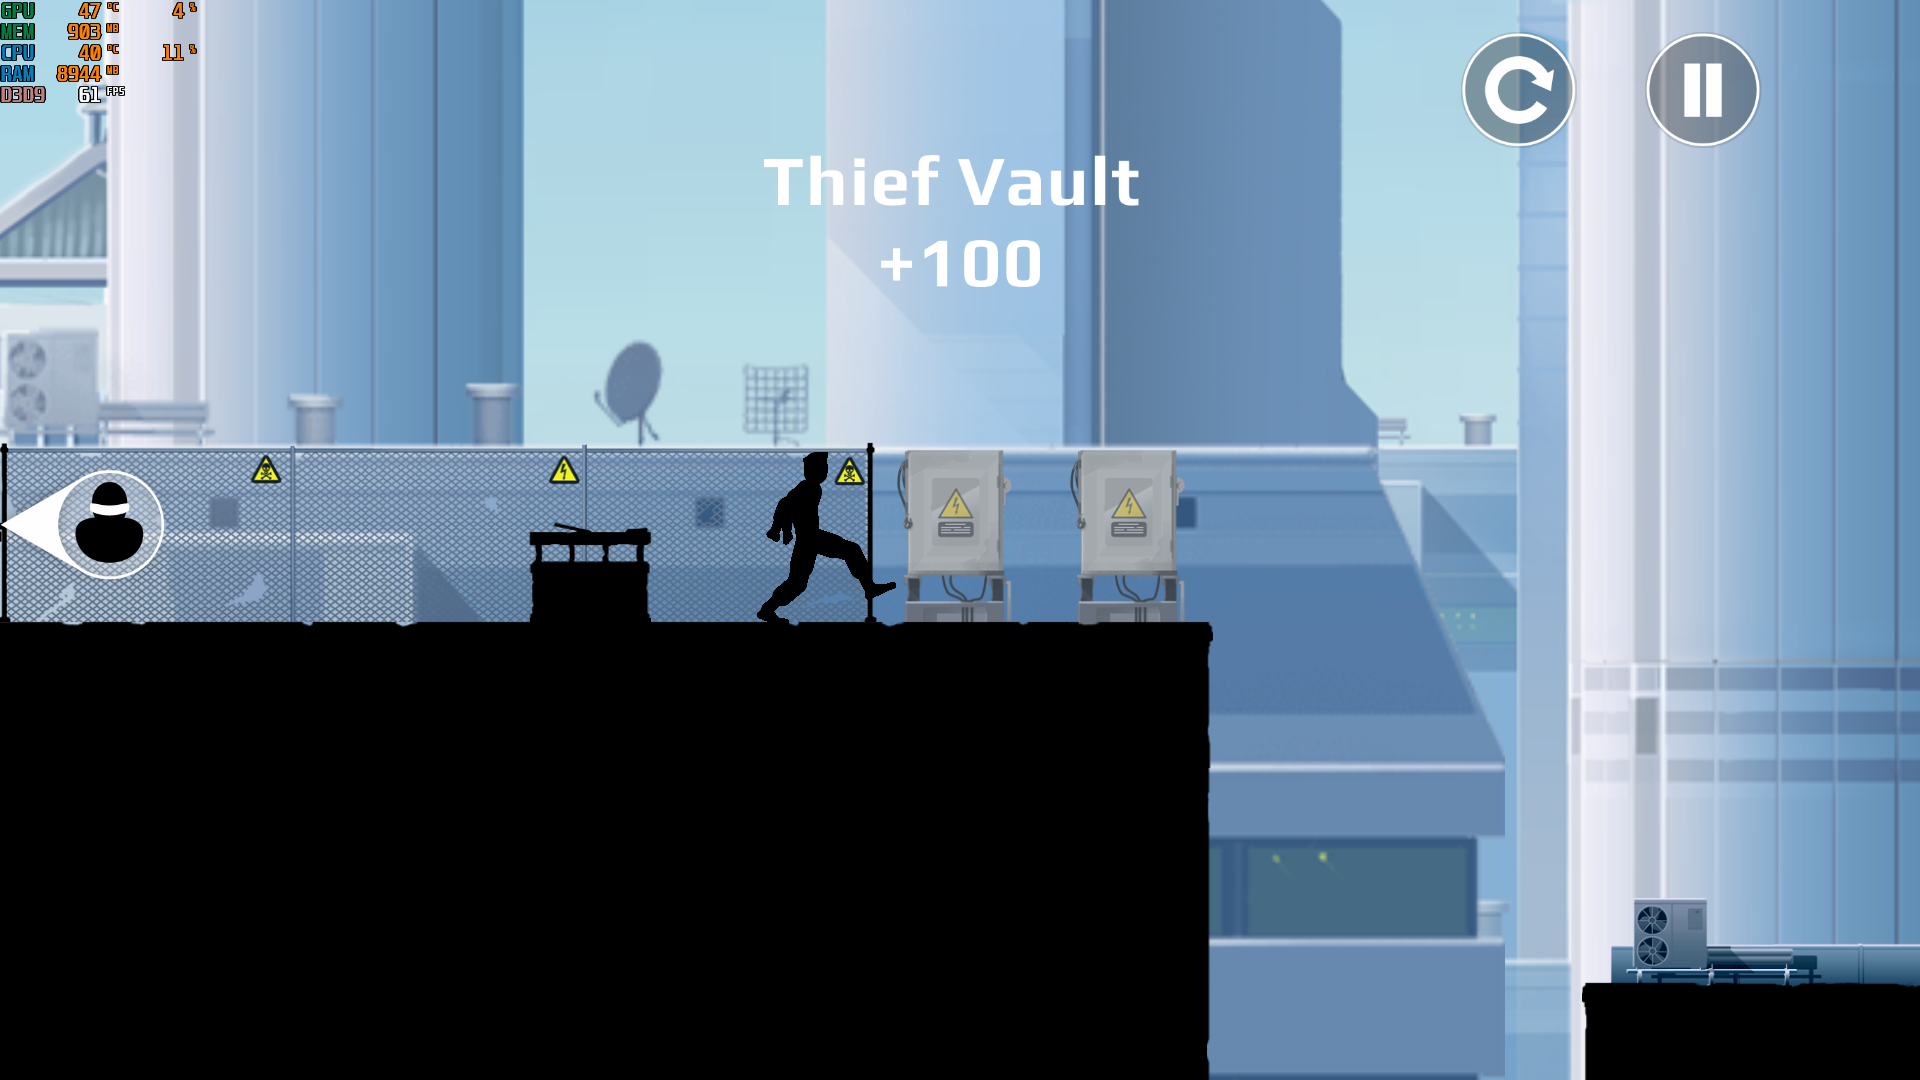 GPU 47 °C 4 %
MEM 903 MB
CPU 40 °C 11 %
RAM 8944 MB
D3D9 61 FPS
Thief Vault
+100